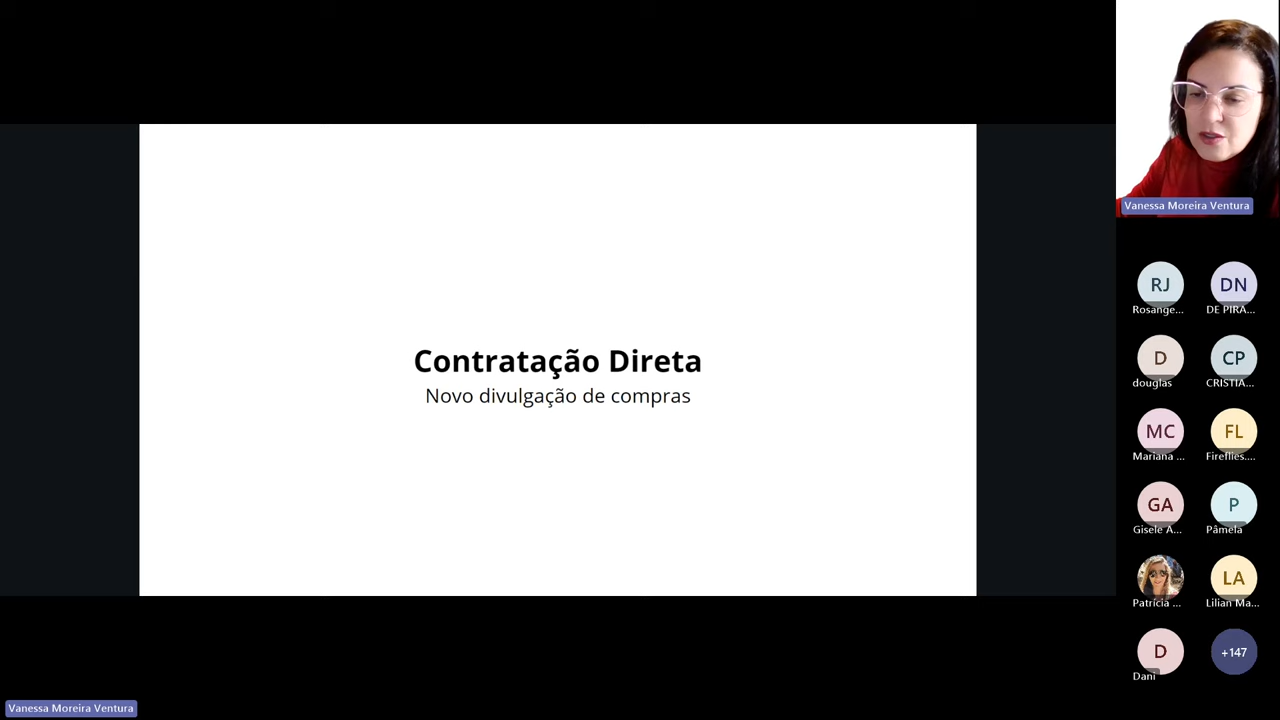 Contratação Direta
Novo divulgação de compras
Vanessa Moreira Ventura
RJ
Rosange...
DN
DE PIRA...
D
douglas
CP
CRISTIA...
MC
Mariana ...
FL
Fireflies....
GA
Gisele A...
P
Pâmela
Patrícia ...
LA
Lilian Ma...
D
Dani
+147
Vanessa Moreira Ventura